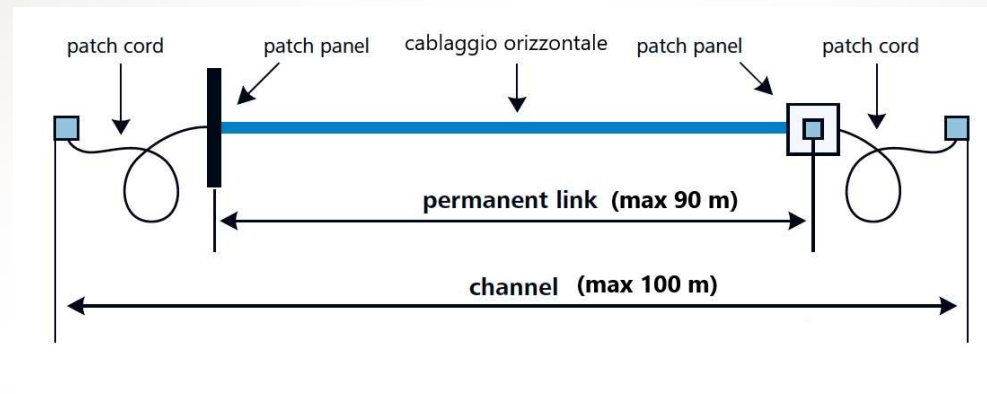 patch cord
patch panel
cablaggio orizzontale
patch panel
patch cord
permanent link (max 90 m)
channel (max 100 m)